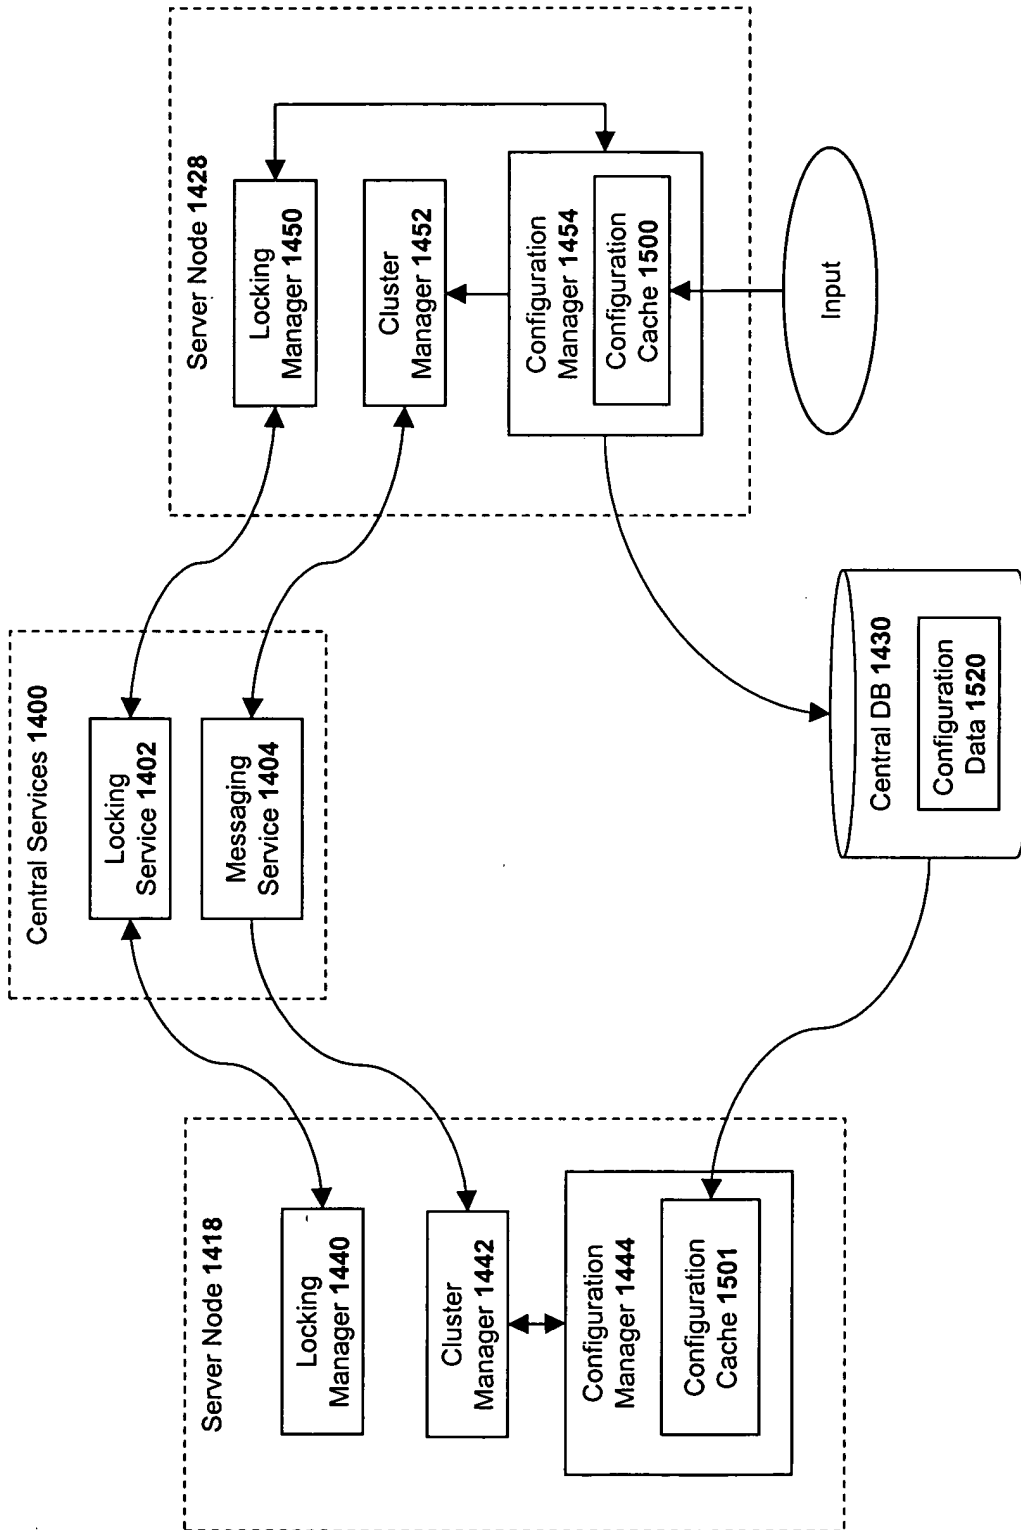 Central Services 1400
Locking
Service 1402
Messaging
Service 1404
Server Node 1418
Locking
Manager 1440
Cluster
Manager 1442
Configuration
Manager 1444
Configuration
Cache 1501
Server Node 1428
Locking
Manager 1450
Cluster
Manager 1452
Configuration
Manager 1454
Configuration
Cache 1500
Central DB 1430
Configuration
Data 1520
Input